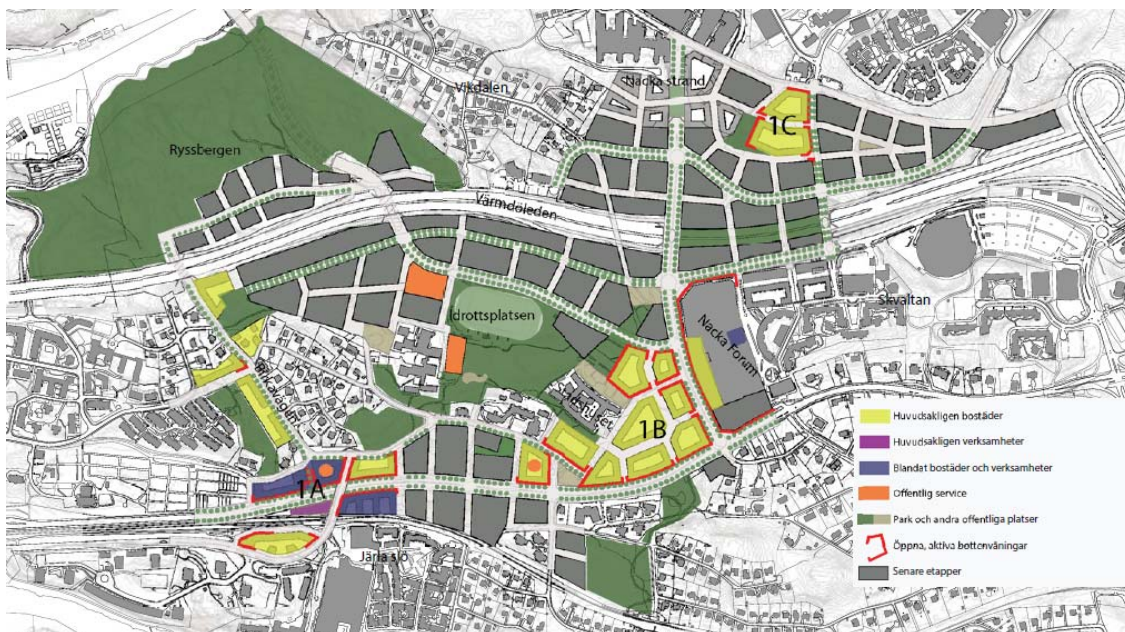 Nacka strand
Vikdalen
1C
Ryssbergen
Värmdöleden
Skvaltan
Idrottsplatsen
Nacka Forum
1B
1A
Järla sjö
Huvudsakligen bostäder
Huvudsakligen verksamheter
Blandat bostäder och verksamheter
Offentlig service
Park och andra offentliga platser
Öppna, aktiva bottenvåningar
Senare etapper